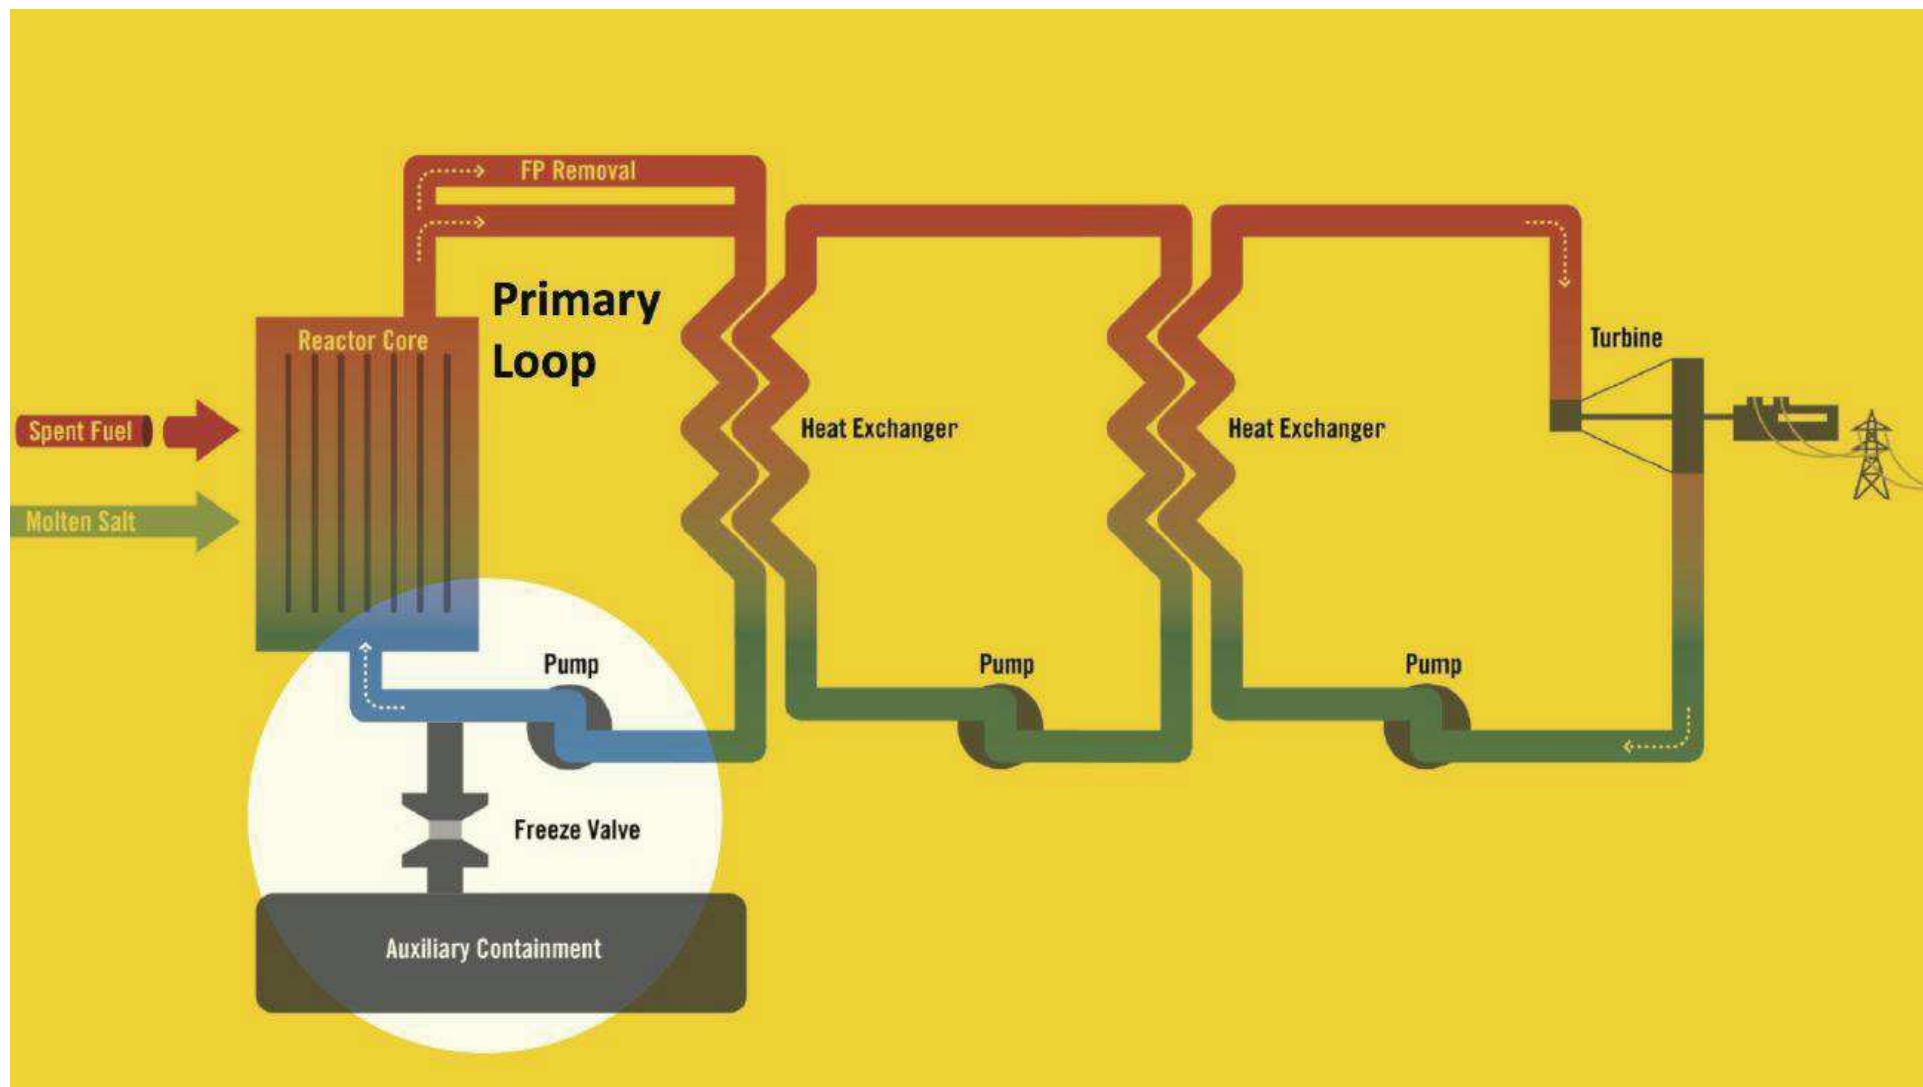 FP Removal
Primary
Loop
Reactor Core
Turbine
Spent Fuel
Heat Exchanger
Heat Exchanger
Molten Salt
Pump
Pump
Pump
Freeze Valve
Auxiliary Containment